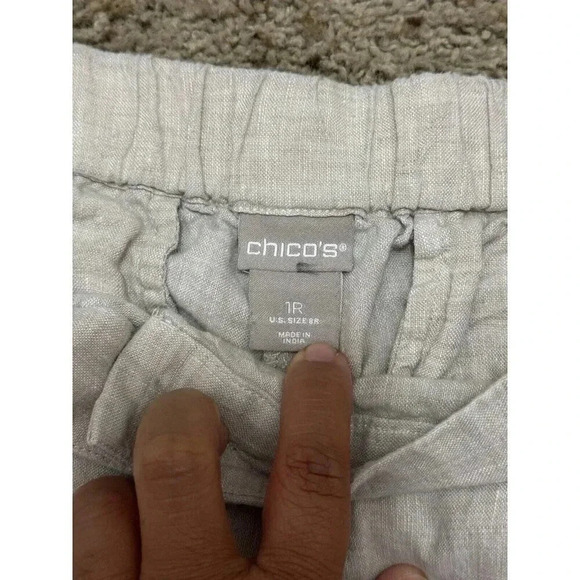 chico's®
1R
U.S. SIZE 8R
MADE IN
INDIA